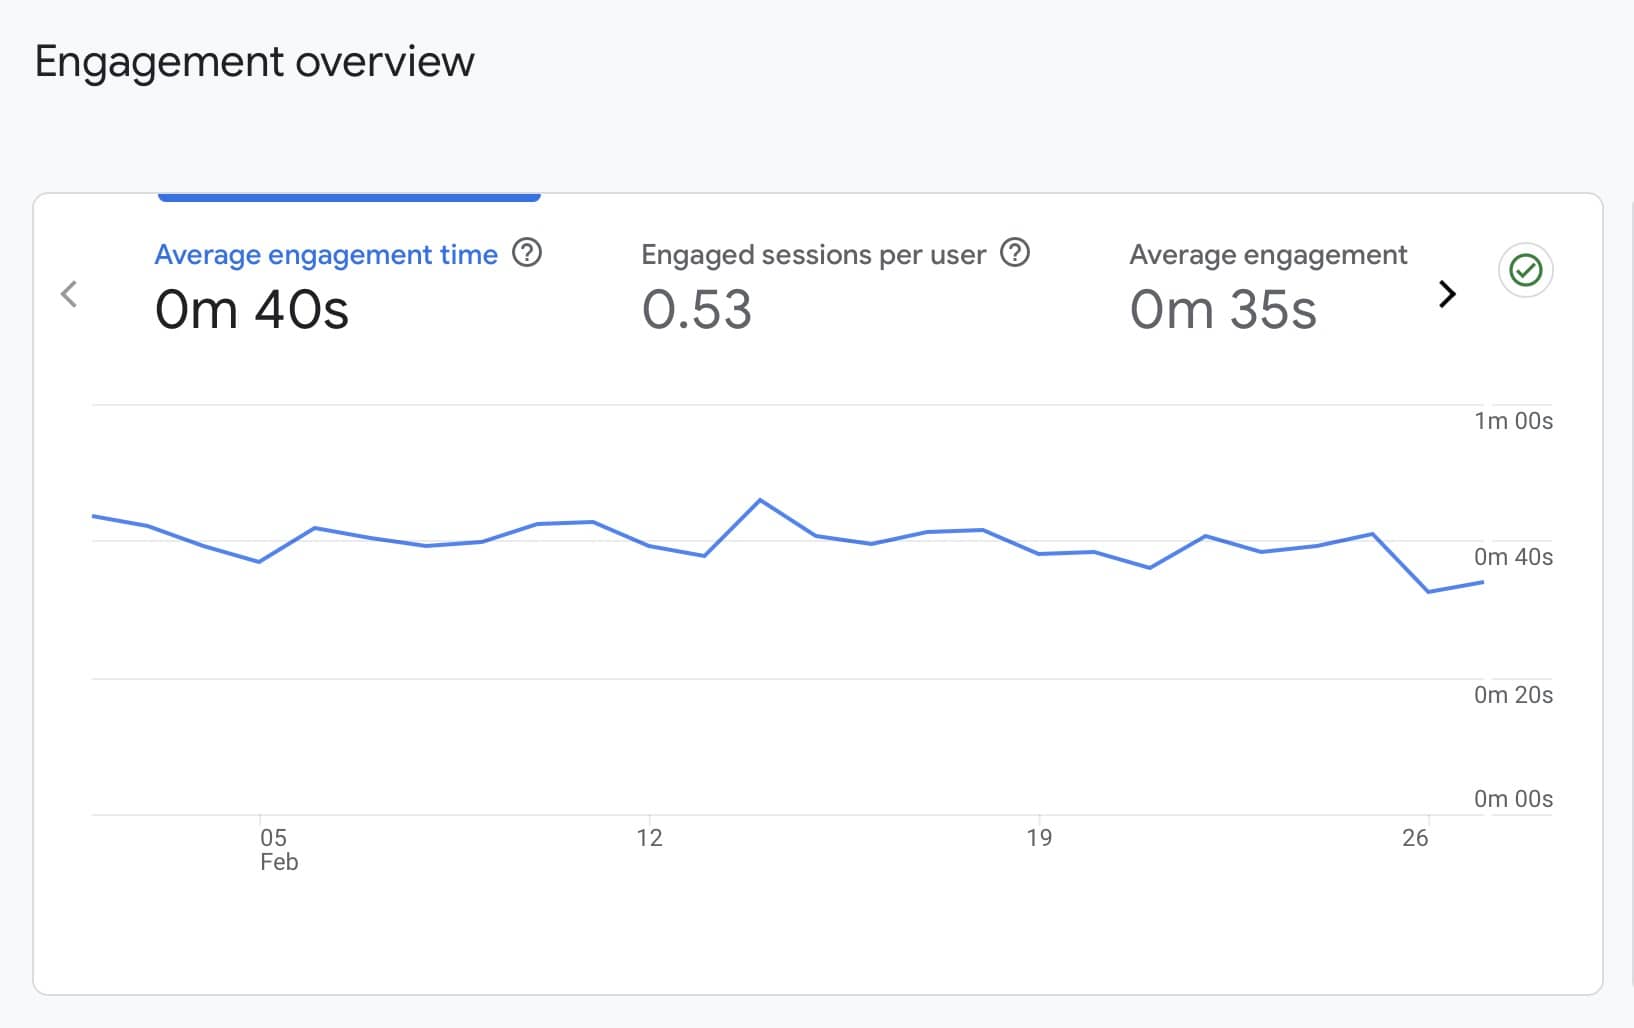 Engagement overview
Average engagement time
0m 40s
Engaged sessions per user
0.53
Average engagement
0m 35s
1m 00s
0m 40s
0m 20s
0m 00s
05
Feb
12
19
26